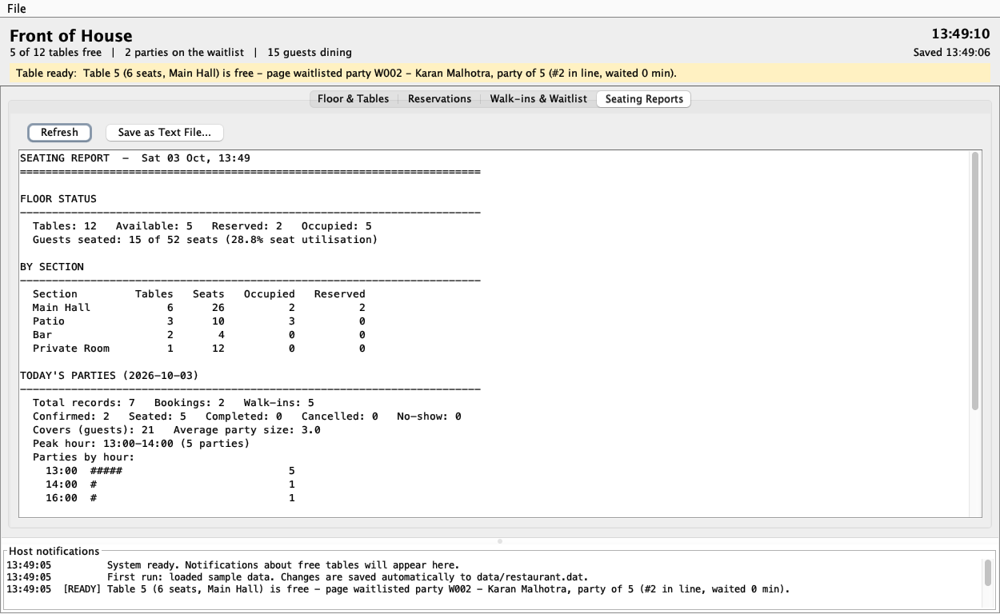 File
Front of House
13:49:10
5 of 12 tables free | 2 parties on the waitlist | 15 guests dining
Saved 13:49:06
Table ready: Table 5 (6 seats, Main Hall) is free – page waitlisted party W002 – Karan Malhotra, party of 5 (#2 in line, waited 0 min).
Floor & Tables Reservations Walk-ins & Waitlist Seating Reports
Refresh Save as Text File...
SEATING REPORT – Sat 03 Oct, 13:49
========================================================================
FLOOR STATUS
------------------------------------------------------------------------
Tables: 12 Available: 5 Reserved: 2 Occupied: 5
Guests seated: 15 of 52 seats (28.8% seat utilisation)
BY SECTION
------------------------------------------------------------------------
Section Tables Seats Occupied Reserved
Main Hall 6 26 2 2
Patio 3 10 3 0
Bar 2 4 0 0
Private Room 1 12 0 0
TODAY'S PARTIES (2026-10-03)
------------------------------------------------------------------------
Total records: 7 Bookings: 2 Walk-ins: 5
Confirmed: 2 Seated: 5 Completed: 0 Cancelled: 0 No-show: 0
Covers (guests): 21 Average party size: 3.0
Peak hour: 13:00-14:00 (5 parties)
Parties by hour:
13:00 ##### 5
14:00 # 1
16:00 # 1
Host notifications
13:49:05 System ready. Notifications about free tables will appear here.
13:49:05 First run: loaded sample data. Changes are saved automatically to data/restaurant.dat.
13:49:05 [READY] Table 5 (6 seats, Main Hall) is free – page waitlisted party W002 – Karan Malhotra, party of 5 (#2 in line, waited 0 min).